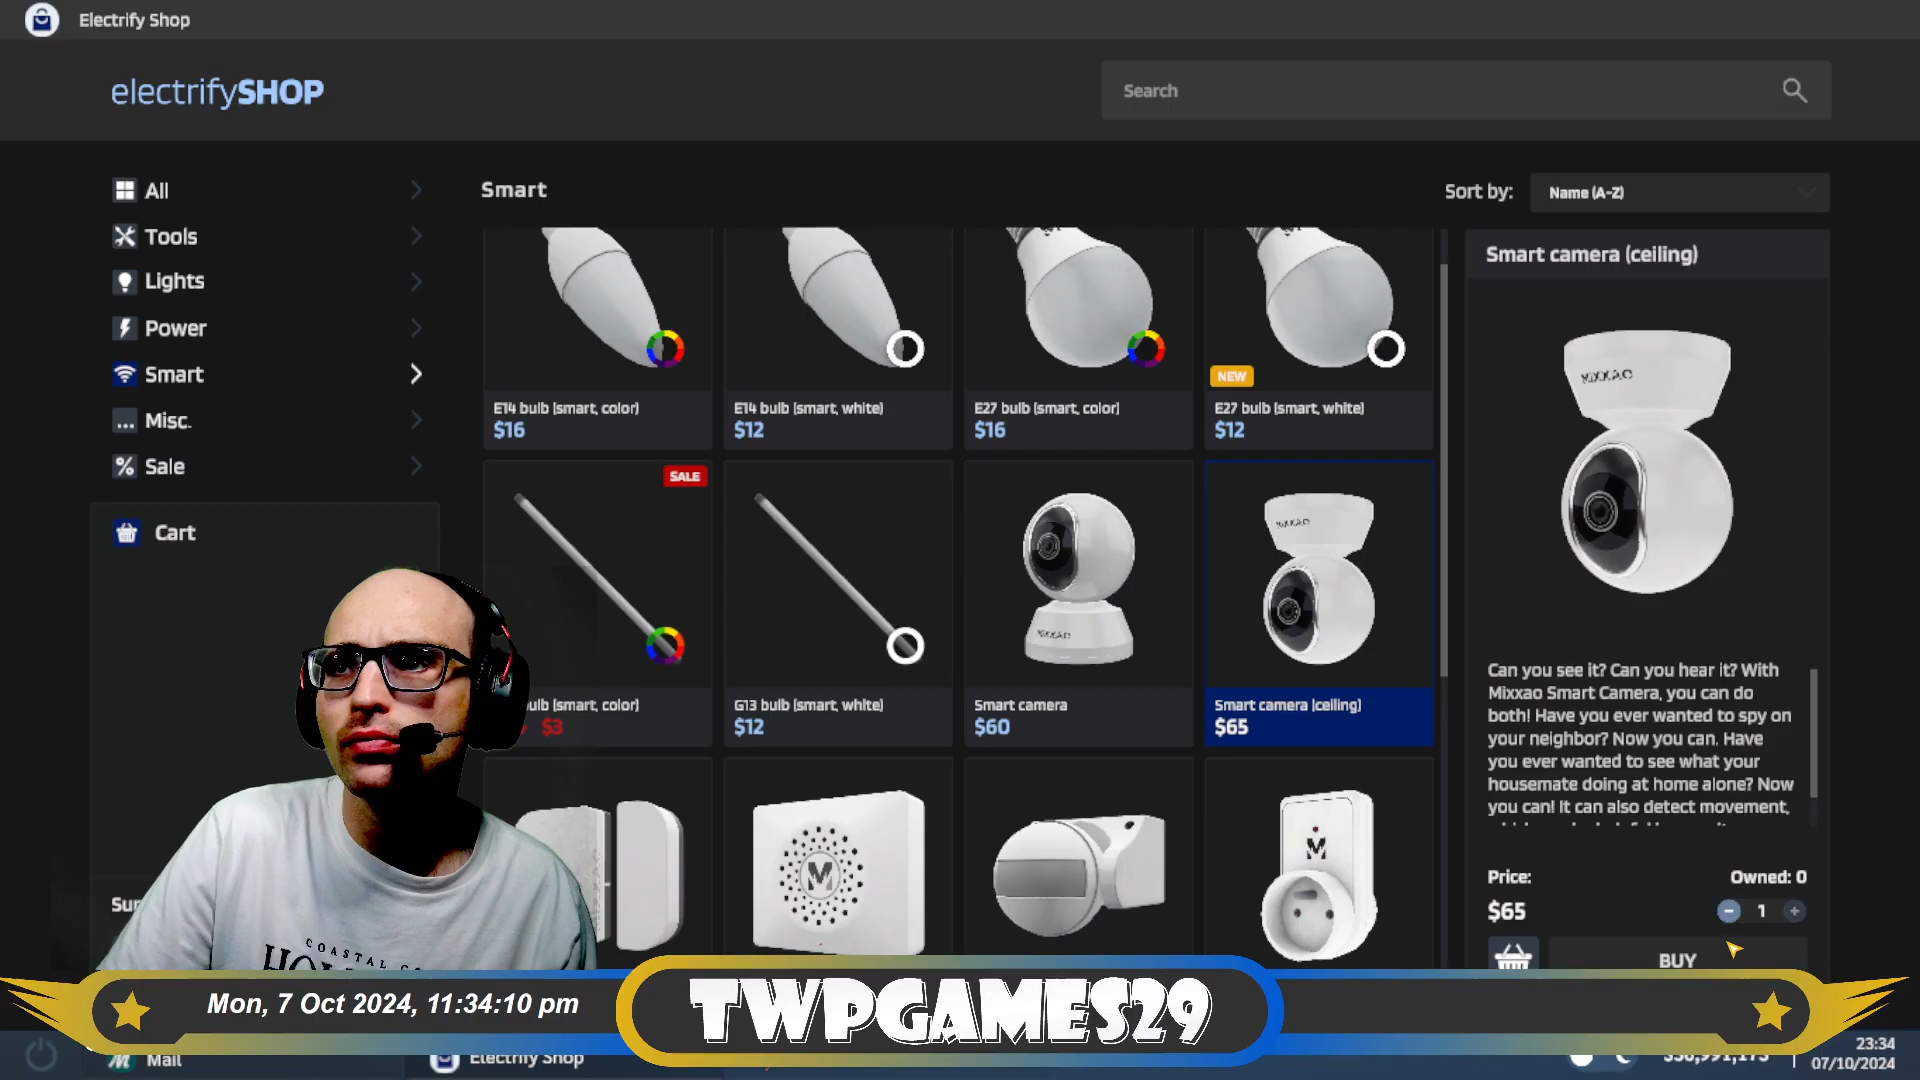 Electrify Shop
electrifySHOP
Search
All
Tools
Lights
Power
Smart
Misc.
Sale
Cart
Smart
Sort by:
Name (A-Z)
E14 bulb (smart, color)
$16
E14 bulb (smart, white)
$12
E27 bulb (smart, color)
$16
NEW
E27 bulb (smart, white)
$12
SALE
(smart, color)
$3
G13 bulb (smart, white)
$12
MIXXAO
Smart camera
$60
MIXXAO
Smart camera (ceiling)
$65
M
M
Smart camera (ceiling)
MIXXAO
Can you see it? Can you hear it? With
Mixxao Smart Camera, you can do
both! Have you ever wanted to spy on
your neighbor? Now you can. Have
you ever wanted to see what your
housemate doing at home alone? Now
you can! It can also detect movement,
Price:
Owned: 0
$65
1
BUY
COASTAL
Mon, 7 Oct 2024, 11:34:10 pm
TWPGAMES29
Mail
Electrify Shop
23:34
07/10/2024